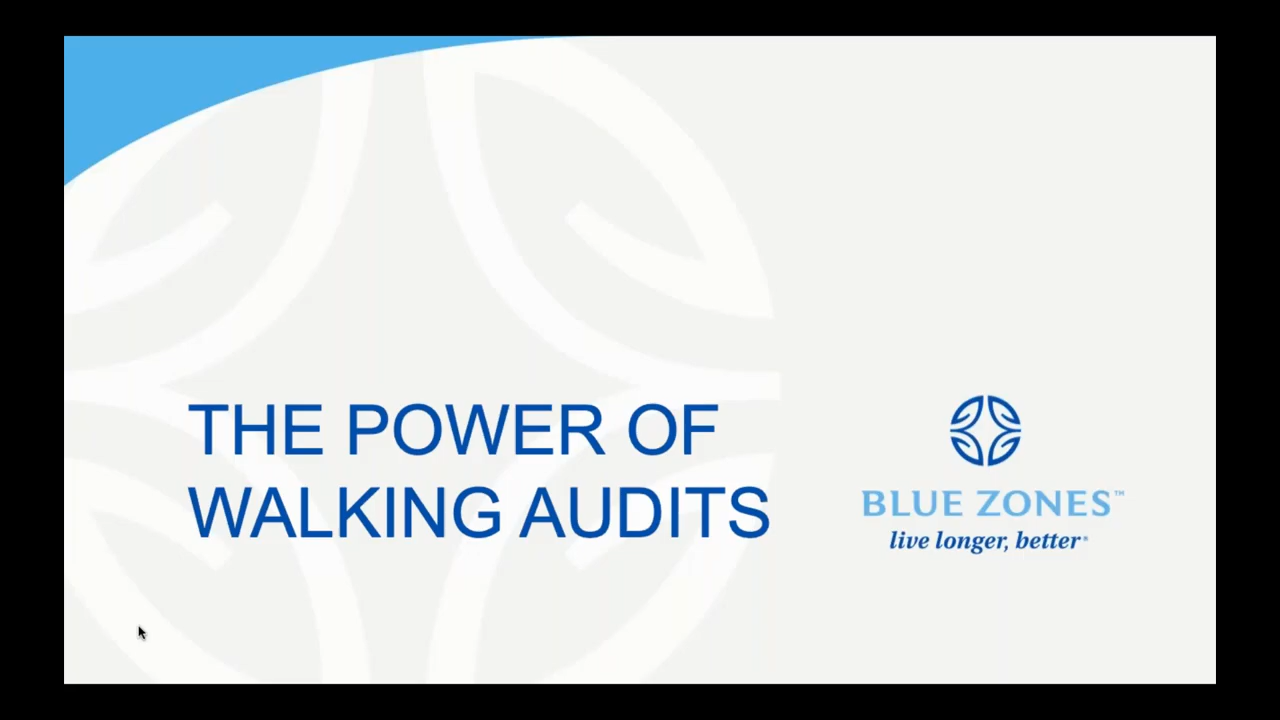 THE POWER OF
WALKING AUDITS
BLUE ZONES™
live longer, better®